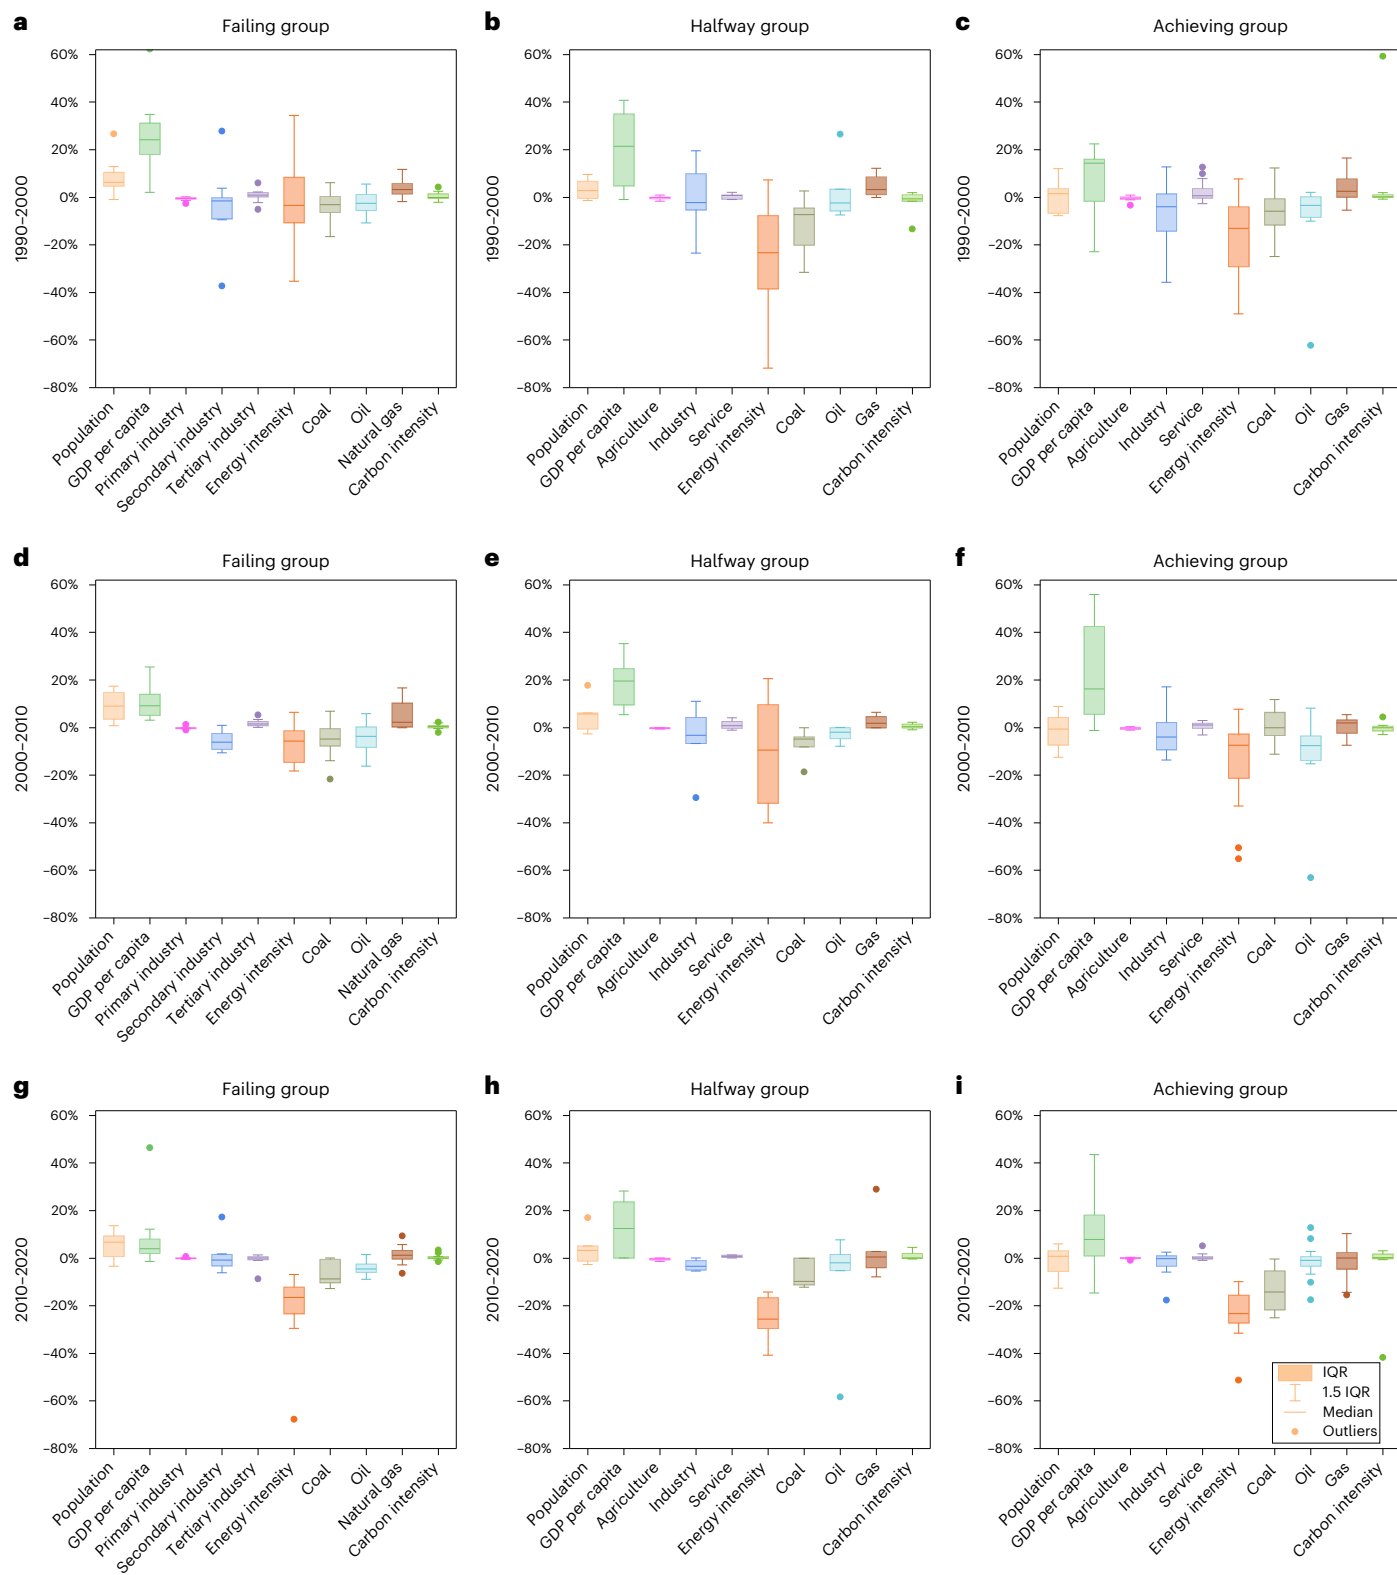 a Failing group
60%
40%
20%
0%
−20%
−40%
−60%
−80%
1990–2000
Population
GDP per capita
Primary industry
Secondary industry
Tertiary industry
Energy intensity
Coal
Oil
Natural gas
Carbon intensity
b Halfway group
60%
40%
20%
0%
−20%
−40%
−60%
−80%
1990–2000
Population
GDP per capita
Agriculture
Industry
Service
Energy intensity
Coal
Oil
Gas
Carbon intensity
c Achieving group
60%
40%
20%
0%
−20%
−40%
−60%
−80%
1990–2000
Population
GDP per capita
Agriculture
Industry
Service
Energy intensity
Coal
Oil
Gas
Carbon intensity
d Failing group
60%
40%
20%
0%
−20%
−40%
−60%
−80%
2000–2010
Population
GDP per capita
Primary industry
Secondary industry
Tertiary industry
Energy intensity
Coal
Oil
Natural gas
Carbon intensity
e Halfway group
60%
40%
20%
0%
−20%
−40%
−60%
−80%
2000–2010
Population
GDP per capita
Agriculture
Industry
Service
Energy intensity
Coal
Oil
Gas
Carbon intensity
f Achieving group
60%
40%
20%
0%
−20%
−40%
−60%
−80%
2000–2010
Population
GDP per capita
Agriculture
Industry
Service
Energy intensity
Coal
Oil
Gas
Carbon intensity
g Failing group
60%
40%
20%
0%
−20%
−40%
−60%
−80%
2010–2020
Population
GDP per capita
Primary industry
Secondary industry
Tertiary industry
Energy intensity
Coal
Oil
Natural gas
Carbon intensity
h Halfway group
60%
40%
20%
0%
−20%
−40%
−60%
−80%
2010–2020
Population
GDP per capita
Agriculture
Industry
Service
Energy intensity
Coal
Oil
Gas
Carbon intensity
i Achieving group
60%
40%
20%
0%
−20%
−40%
−60%
−80%
2010–2020
IQR
1.5 IQR
Median
Outliers
Population
GDP per capita
Agriculture
Industry
Service
Energy intensity
Coal
Oil
Gas
Carbon intensity